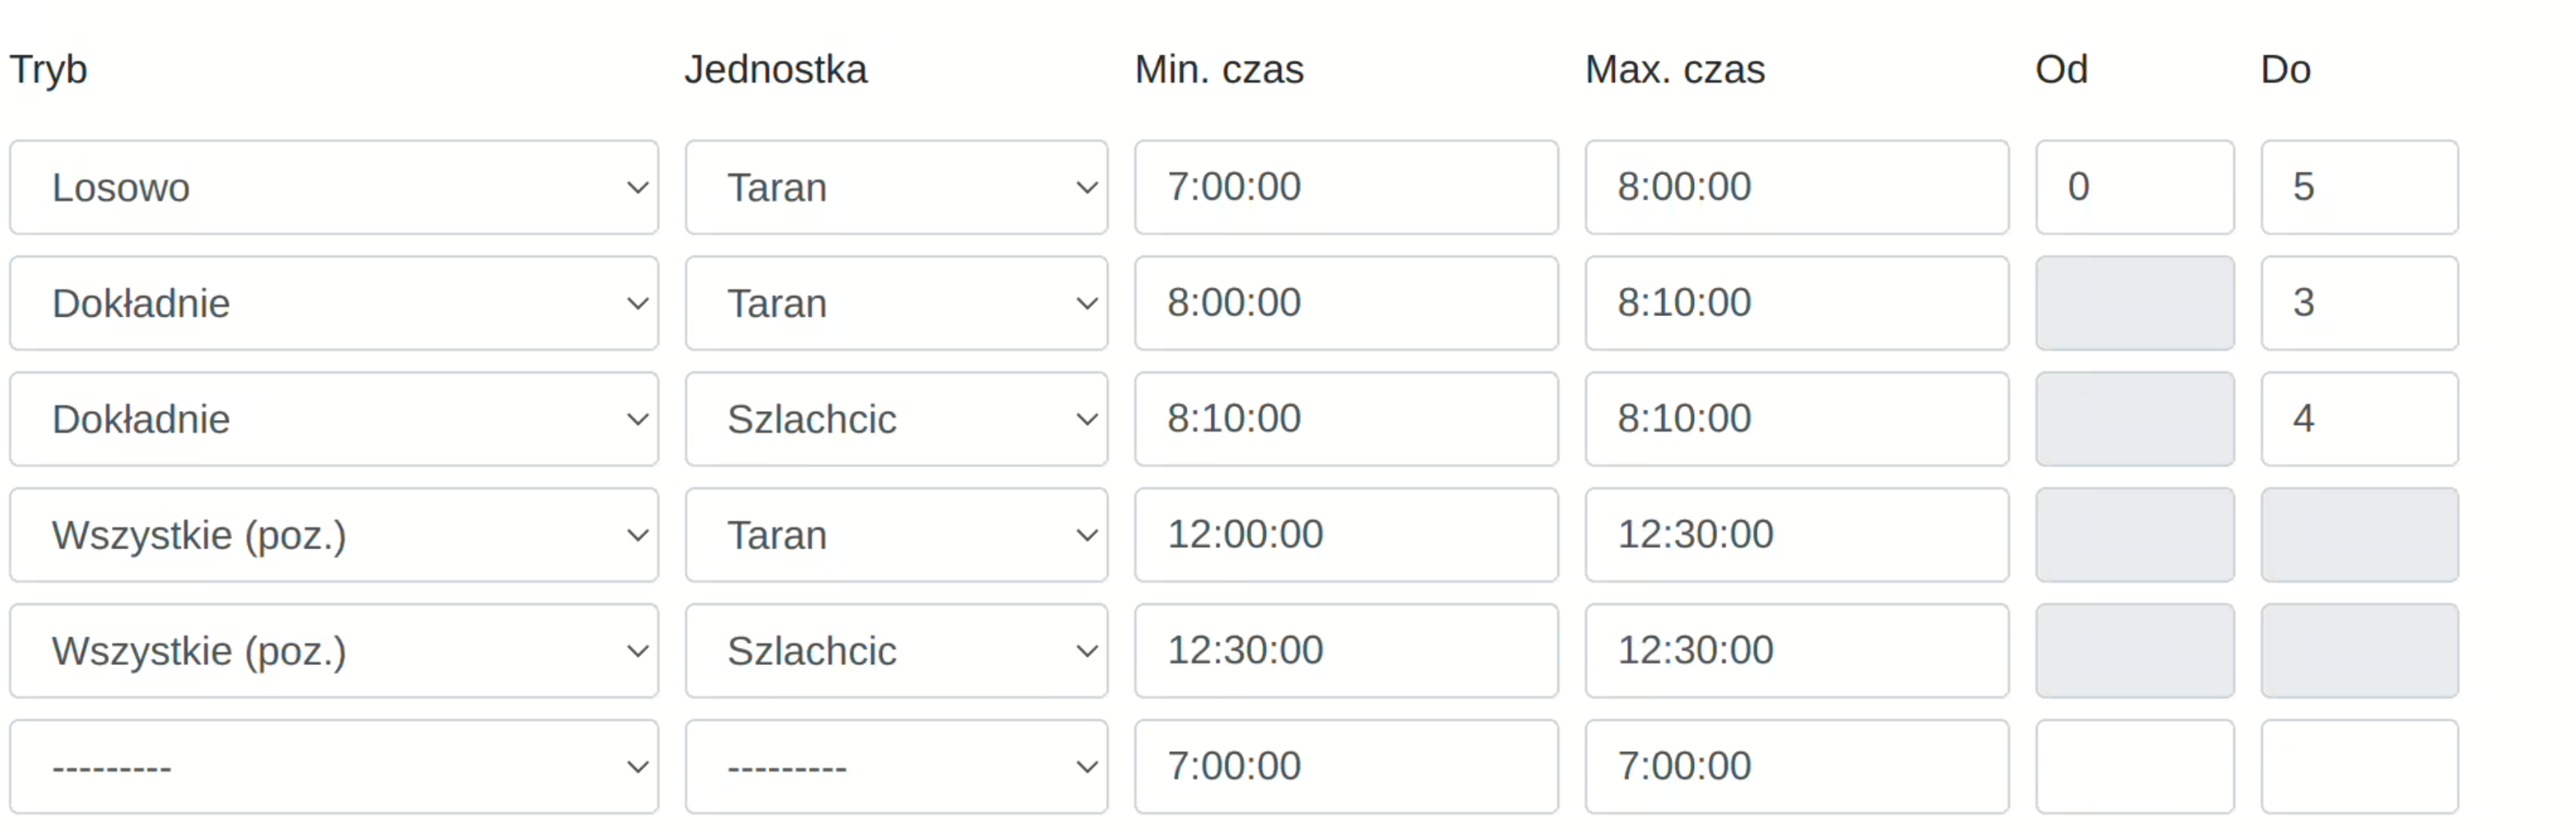 Tryb Jednostka Min. czas Max. czas Od Do
Losowo Taran 7:00:00 8:00:00 0 5
Dokładnie Taran 8:00:00 8:10:00 3
Dokładnie Szlachcic 8:10:00 8:10:00 4
Wszystkie (poz.) Taran 12:00:00 12:30:00
Wszystkie (poz.) Szlachcic 12:30:00 12:30:00
--------- --------- 7:00:00 7:00:00